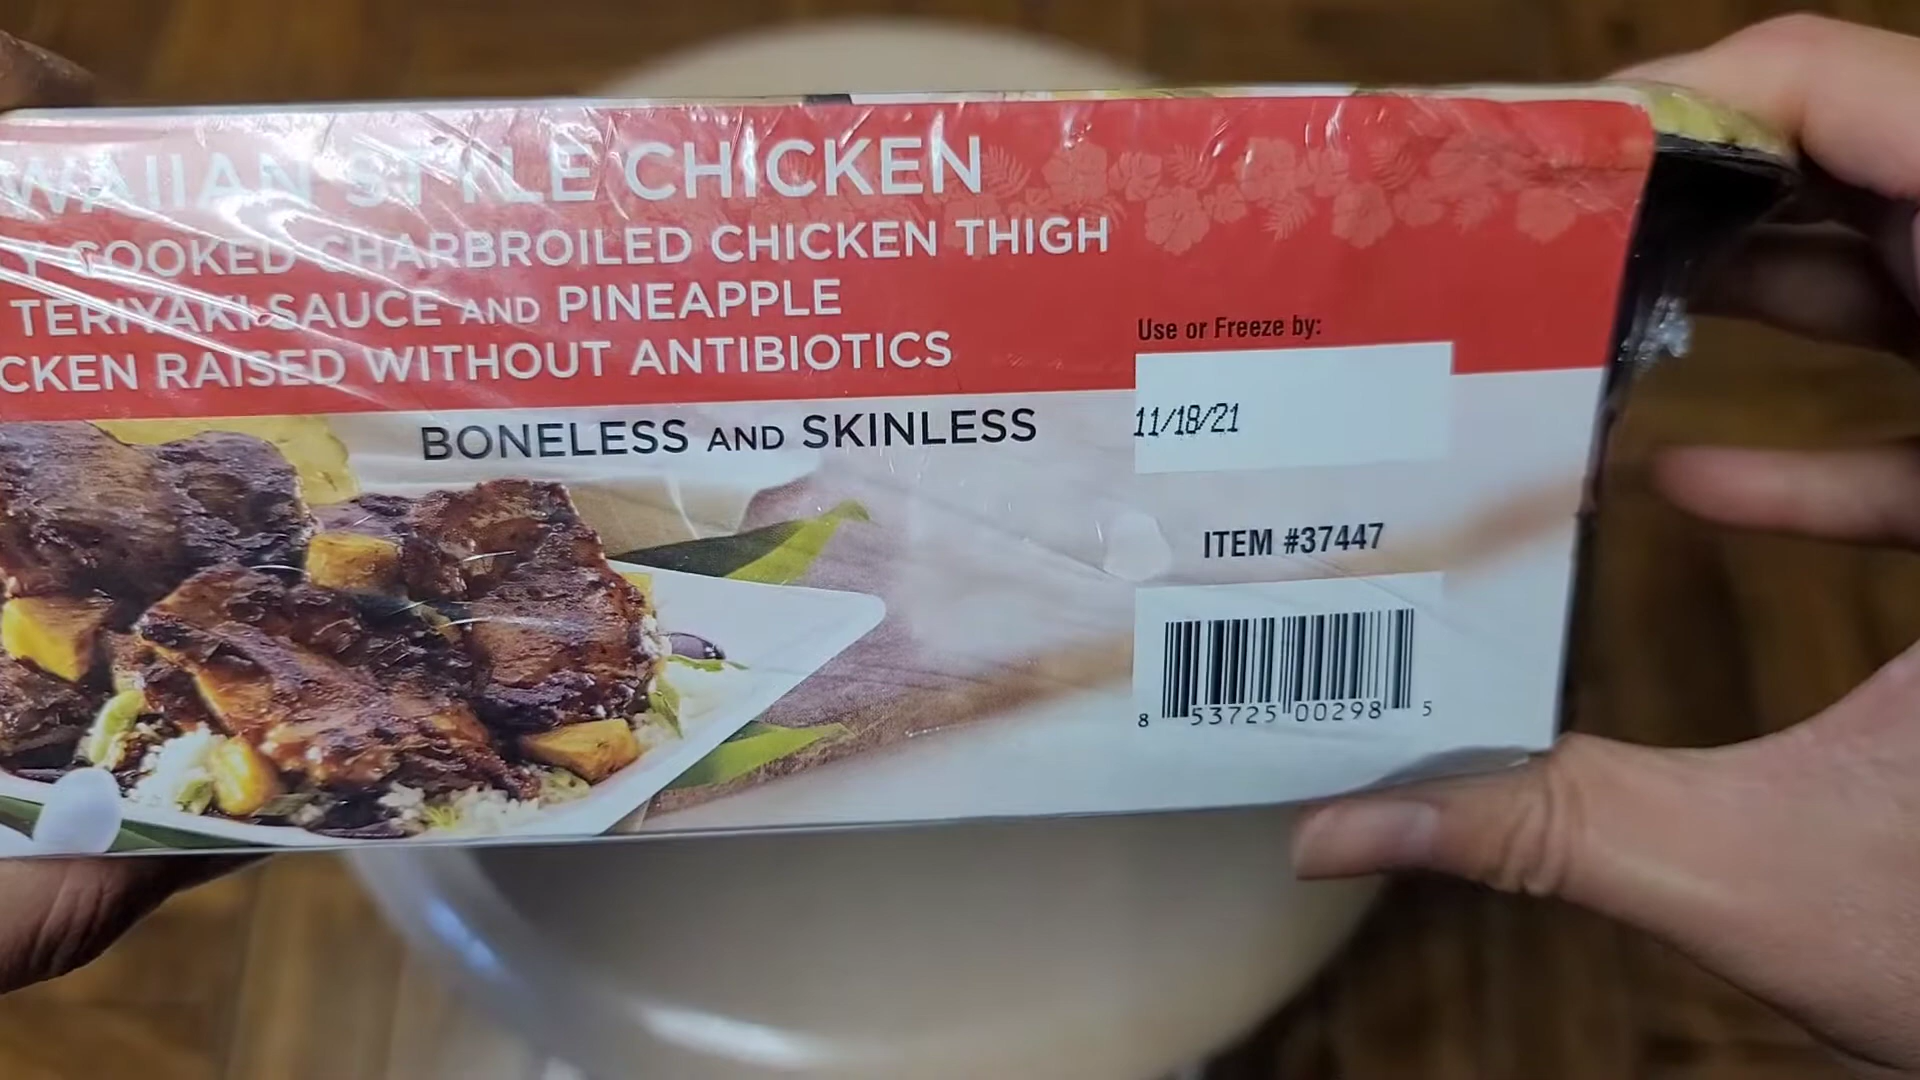 WAIIAN STYLE CHICKEN
Y COOKED CHARBROILED CHICKEN THIGH
TERIYAKI SAUCE AND PINEAPPLE
CKEN RAISED WITHOUT ANTIBIOTICS
BONELESS AND SKINLESS
Use or Freeze by:
11/18/21
ITEM #37447
8 53725 00298 5